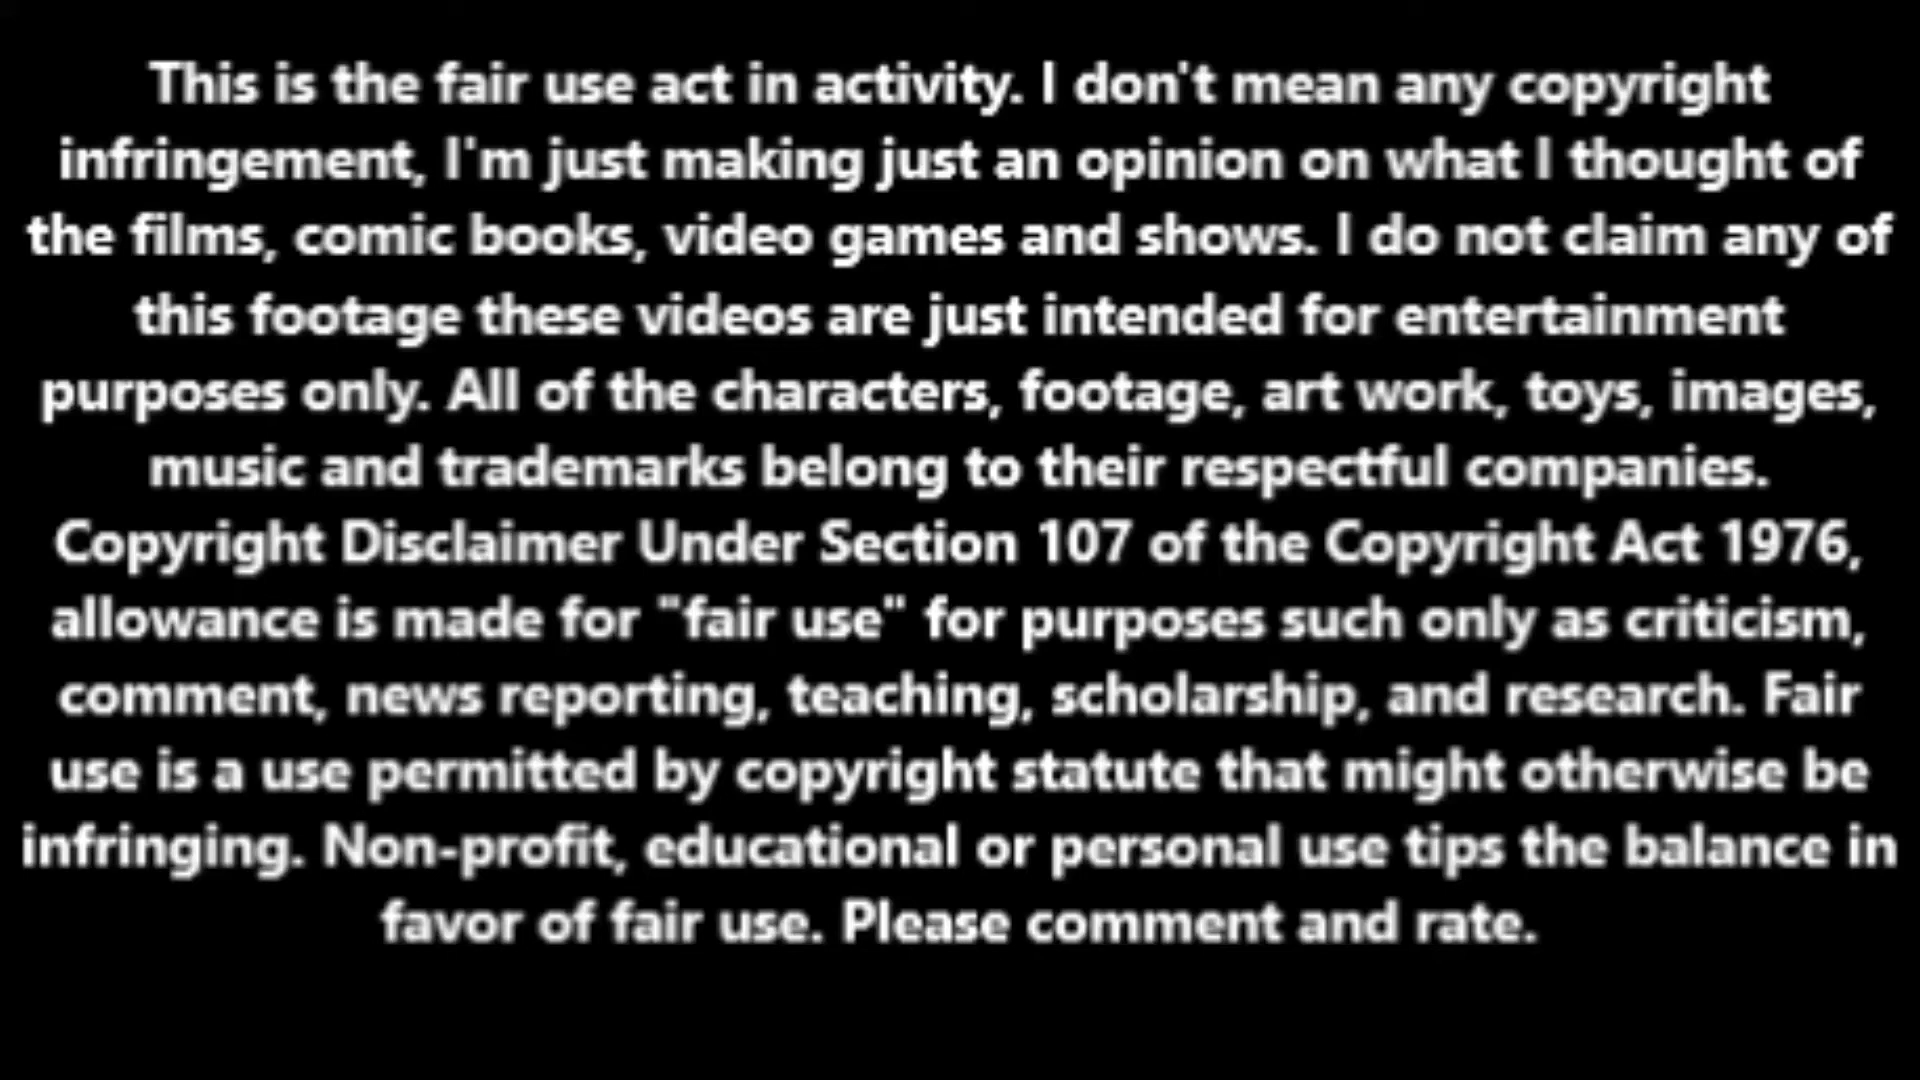 This is the fair use act in activity. I don't mean any copyright
infringement, I'm just making just an opinion on what I thought of
the films, comic books, video games and shows. I do not claim any of
this footage these videos are just intended for entertainment
purposes only. All of the characters, footage, art work, toys, images,
music and trademarks belong to their respectful companies.
Copyright Disclaimer Under Section 107 of the Copyright Act 1976,
allowance is made for "fair use" for purposes such only as criticism,
comment, news reporting, teaching, scholarship, and research. Fair
use is a use permitted by copyright statute that might otherwise be
infringing. Non-profit, educational or personal use tips the balance in
favor of fair use. Please comment and rate.